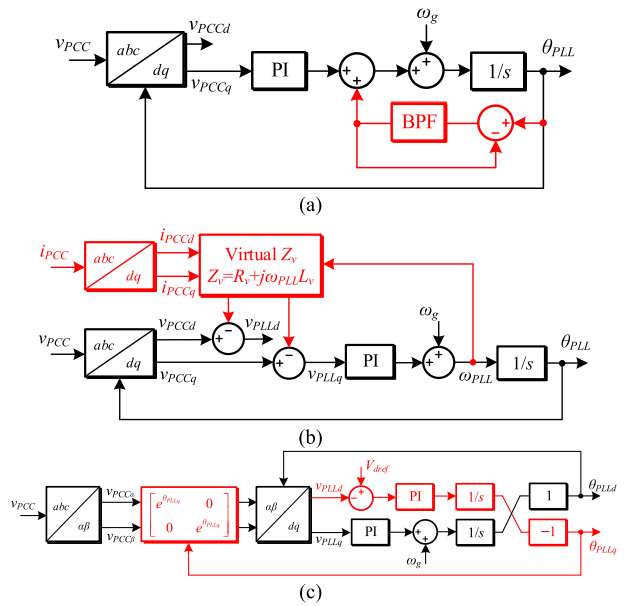 v_PCC
abc
dq
v_PCCd
v_PCCq
PI
+
+
ω_g
+
+
1/s
θ_PLL
BPF
+
−
(a)
i_PCC
abc
dq
i_PCCd
i_PCCq
Virtual Z_v
Z_v=R_v+jω_PLL L_v
v_PCC
abc
dq
v_PCCd
v_PCCq
+
−
v_PLLd
+
−
v_PLLq
PI
ω_g
+
+
ω_PLL
1/s
θ_PLL
(b)
v_PCC
abc
αβ
v_PCCα
v_PCCβ
e^θ_PLLq 0
0 e^θ_PLLq
αβ
dq
v_PLLd
v_PLLq
V_dref
+
−
PI
1/s
PI
+
+
ω_g
1/s
1
−1
θ_PLLd
θ_PLLq
(c)